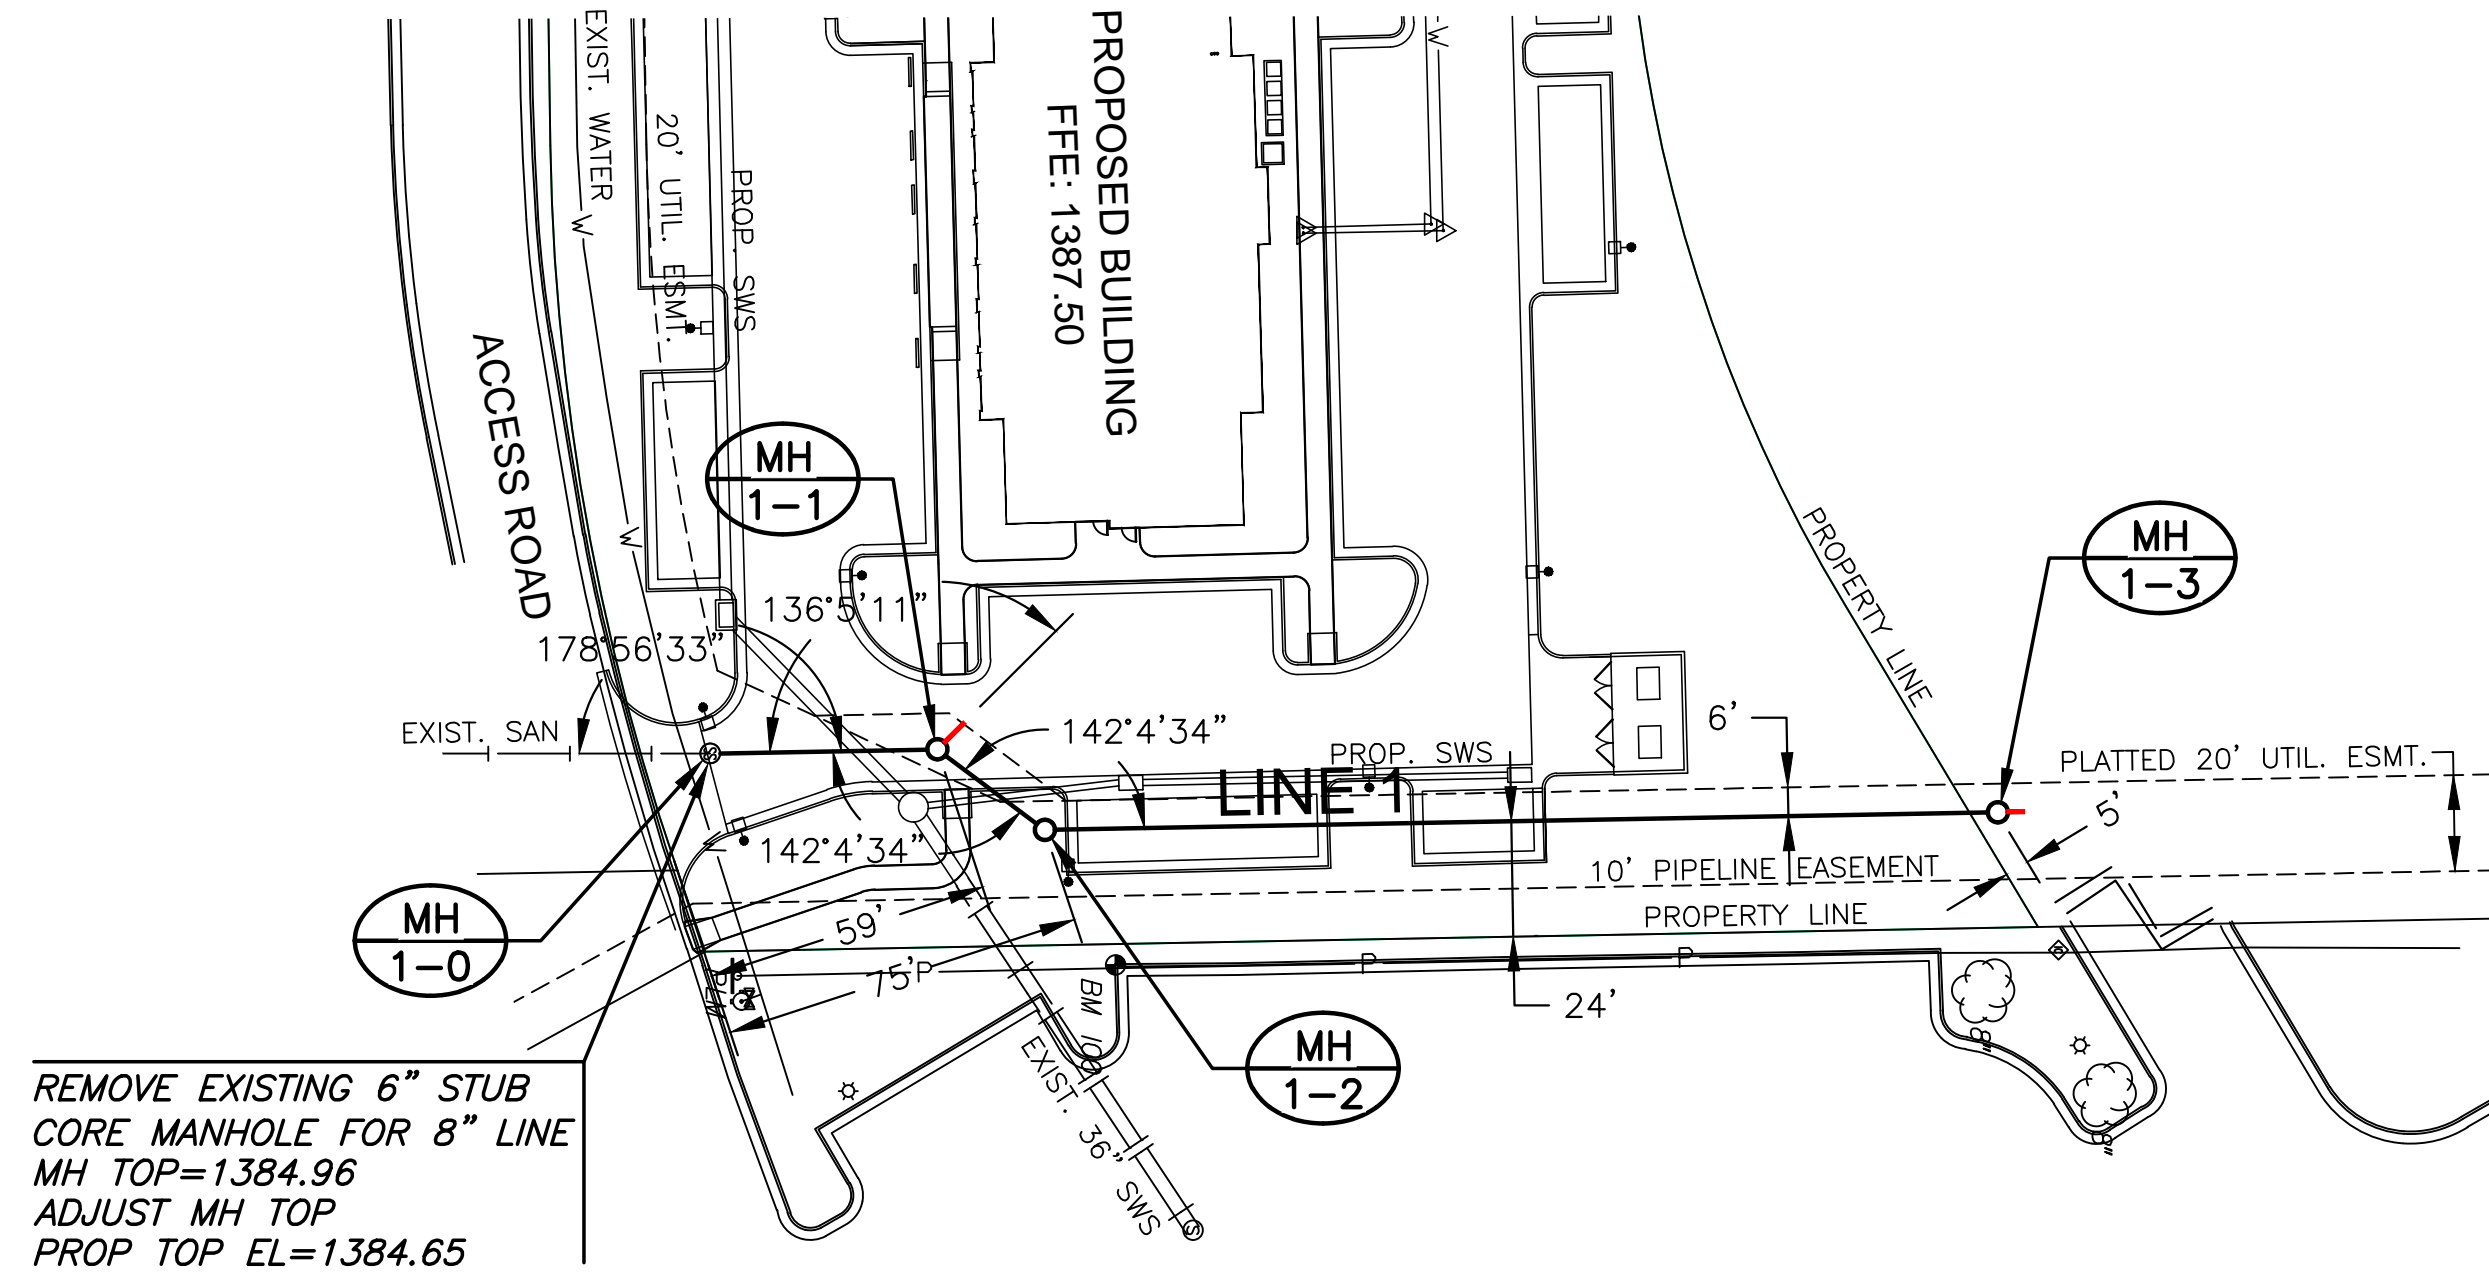 EXIST. WATER
W
20' UTIL. ESMT.
PROP. SWS
PROPOSED BUILDING
FFE: 1387.50
W
ACCESS ROAD
MH
1-1
W
136°5'11"
178°56'33"
PROPERTY LINE
MH
1-3
EXIST. SAN
S
142°4'34"
PROP. SWS
LINE 1
6'
PLATTED 20' UTIL. ESMT.
5'
142°4'34"
10' PIPELINE EASEMENT
PROPERTY LINE
MH
1-0
59'
75'
P
P
P
24'
BM 109
8"
8"
EXIST. 36" SWS
S
MH
1-2
REMOVE EXISTING 6" STUB
CORE MANHOLE FOR 8" LINE
MH TOP=1384.96
ADJUST MH TOP
PROP TOP EL=1384.65